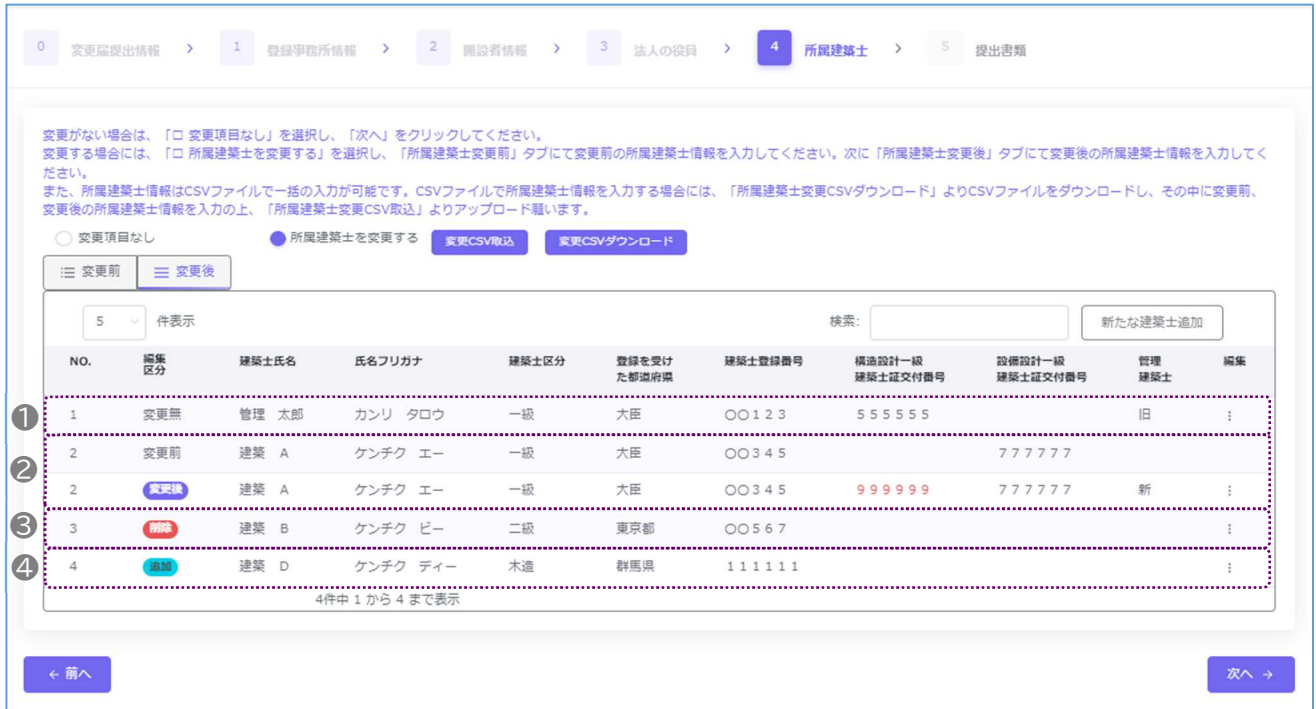 0 変更届提出情報 > 1 登録事務所情報 > 2 開設者情報 > 3 法人の役員 > 4 所属建築士 > 5 提出書類
変更がない場合は、「□ 変更項目なし」を選択し、「次へ」をクリックしてください。
変更する場合には、「□ 所属建築士を変更する」を選択し、「所属建築士変更前」タブにて変更前の所属建築士情報を入力してください。次に「所属建築士変更後」タブにて変更後の所属建築士情報を入力してく
ださい。
また、所属建築士情報はCSVファイルで一括の入力が可能です。CSVファイルで所属建築士情報を入力する場合には、「所属建築士変更CSVダウンロード」よりCSVファイルをダウンロードし、その中に変更前、
変更後の所属建築士情報を入力の上、「所属建築士変更CSV取込」よりアップロード願います。
変更項目なし 所属建築士を変更する 変更CSV取込 変更CSVダウンロード
変更前 変更後
5 件表示 検索: 新たな建築士追加
NO. 編集 建築士氏名 氏名フリガナ 建築士区分 登録を受け 建築士登録番号 構造設計一級 設備設計一級 管理 編集
区分 た都道府県 建築士証交付番号 建築士証交付番号 建築士
❶ 1 変更無 管理 太郎 カンリ タロウ 一級 大臣 〇〇123 555555 旧 ⋮
❷ 2 変更前 建築 A ケンチク エー 一級 大臣 〇〇345 777777
2 変更後 建築 A ケンチク エー 一級 大臣 〇〇345 999999 777777 新 ⋮
❸ 3 削除 建築 B ケンチク ビー 二級 東京都 〇〇567 ⋮
❹ 4 追加 建築 D ケンチク ディー 木造 群馬県 111111 ⋮
4件中 1 から 4 まで表示
← 前へ 次へ →